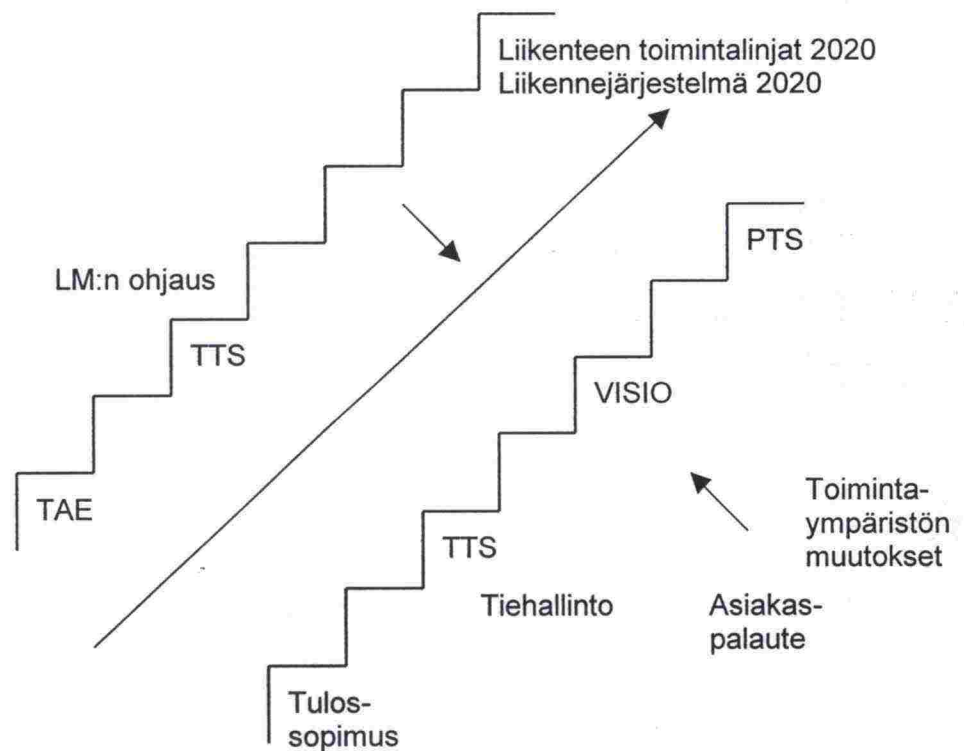 Liikenteen toimintalinjat 2020
Liikennejärjestelmä 2020
PTS
LM:n ohjaus
TTS
VISIO
TAE
Toiminta-
ympäristön
muutokset
TTS
Tiehallinto
Asiakas-
palaute
Tulos-
sopimus